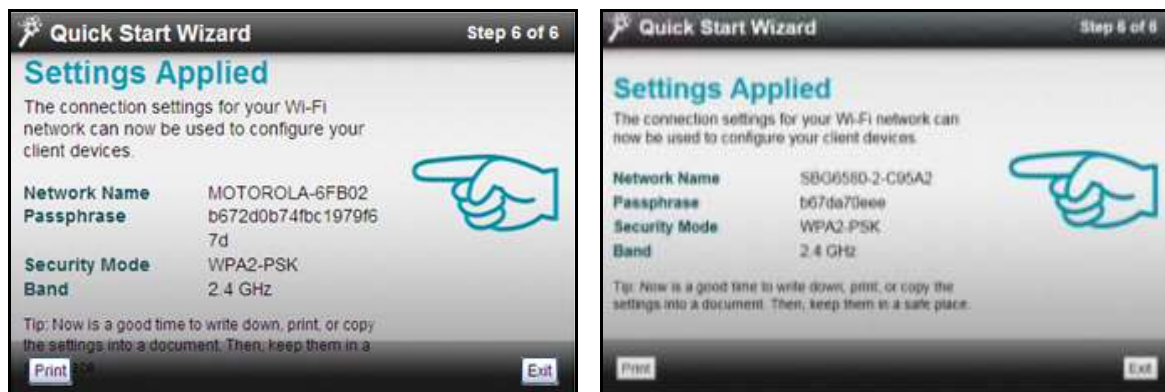 Quick Start Wizard
Step 6 of 6
Settings Applied
The connection settings for your Wi-Fi
network can now be used to configure your
client devices.
Network Name MOTOROLA-6FB02
Passphrase b672d0b74fbc1979f6
7d
Security Mode WPA2-PSK
Band 2.4 GHz
Tip: Now is a good time to write down, print, or copy
the settings into a document. Then, keep them in a
Print
Exit
Quick Start Wizard
Step 6 of 6
Settings Applied
The connection settings for your Wi-Fi network can
now be used to configure your client devices.
Network Name SBG6580-2-C95A2
Passphrase b67da70eee
Security Mode WPA2-PSK
Band 2.4 GHz
Tip: Now is a good time to write down, print, or copy the
settings into a document. Then, keep them in a safe place.
Print
Exit